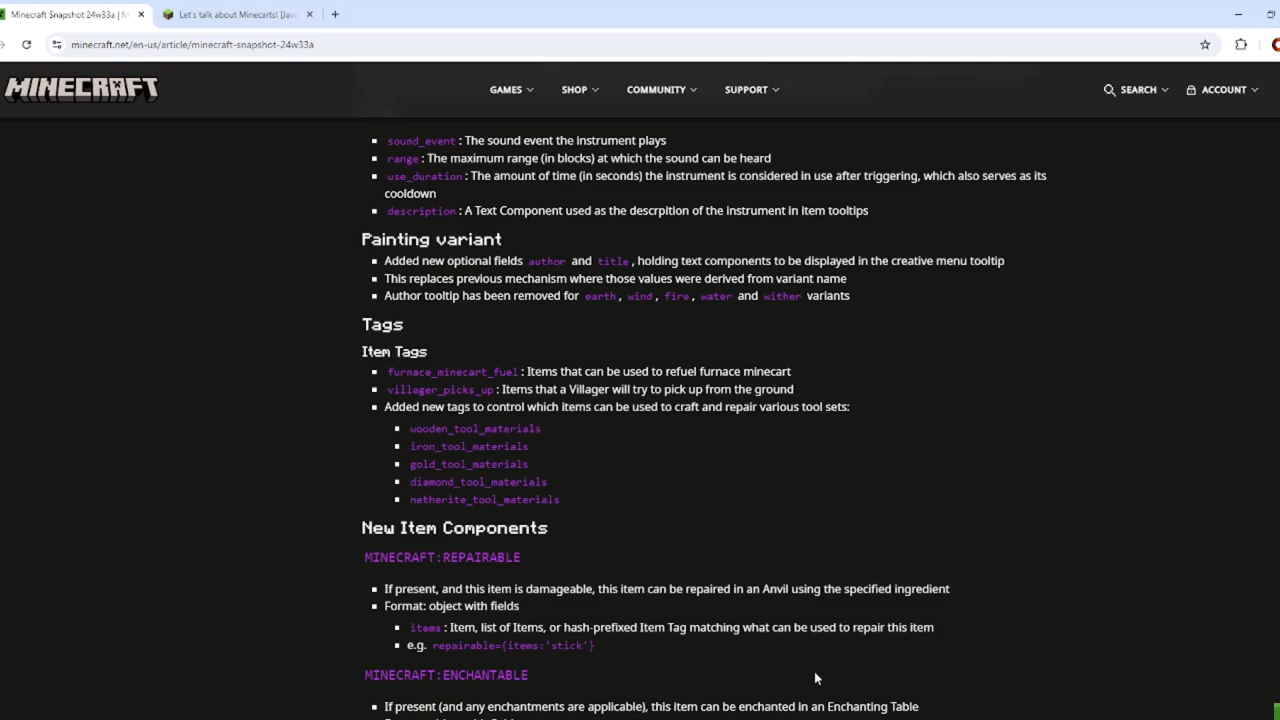 Minecraft Snapshot 24w33a | M
Let's talk about Minecarts! [Java
minecraft.net/en-us/article/minecraft-snapshot-24w33a
MINECRAFT
GAMES
SHOP
COMMUNITY
SUPPORT
SEARCH
ACCOUNT
sound_event : The sound event the instrument plays
range : The maximum range (in blocks) at which the sound can be heard
use_duration : The amount of time (in seconds) the instrument is considered in use after triggering, which also serves as its
cooldown
description : A Text Component used as the descrpition of the instrument in item tooltips
Painting variant
Added new optional fields author and title , holding text components to be displayed in the creative menu tooltip
This replaces previous mechanism where those values were derived from variant name
Author tooltip has been removed for earth , wind , fire , water and wither variants
Tags
Item Tags
furnace_minecart_fuel : Items that can be used to refuel furnace minecart
villager_picks_up : Items that a Villager will try to pick up from the ground
Added new tags to control which items can be used to craft and repair various tool sets:
wooden_tool_materials
iron_tool_materials
gold_tool_materials
diamond_tool_materials
netherite_tool_materials
New Item Components
MINECRAFT:REPAIRABLE
If present, and this item is damageable, this item can be repaired in an Anvil using the specified ingredient
Format: object with fields
items : Item, list of Items, or hash-prefixed Item Tag matching what can be used to repair this item
e.g. repairable={items:'stick'}
MINECRAFT:ENCHANTABLE
If present (and any enchantments are applicable), this item can be enchanted in an Enchanting Table